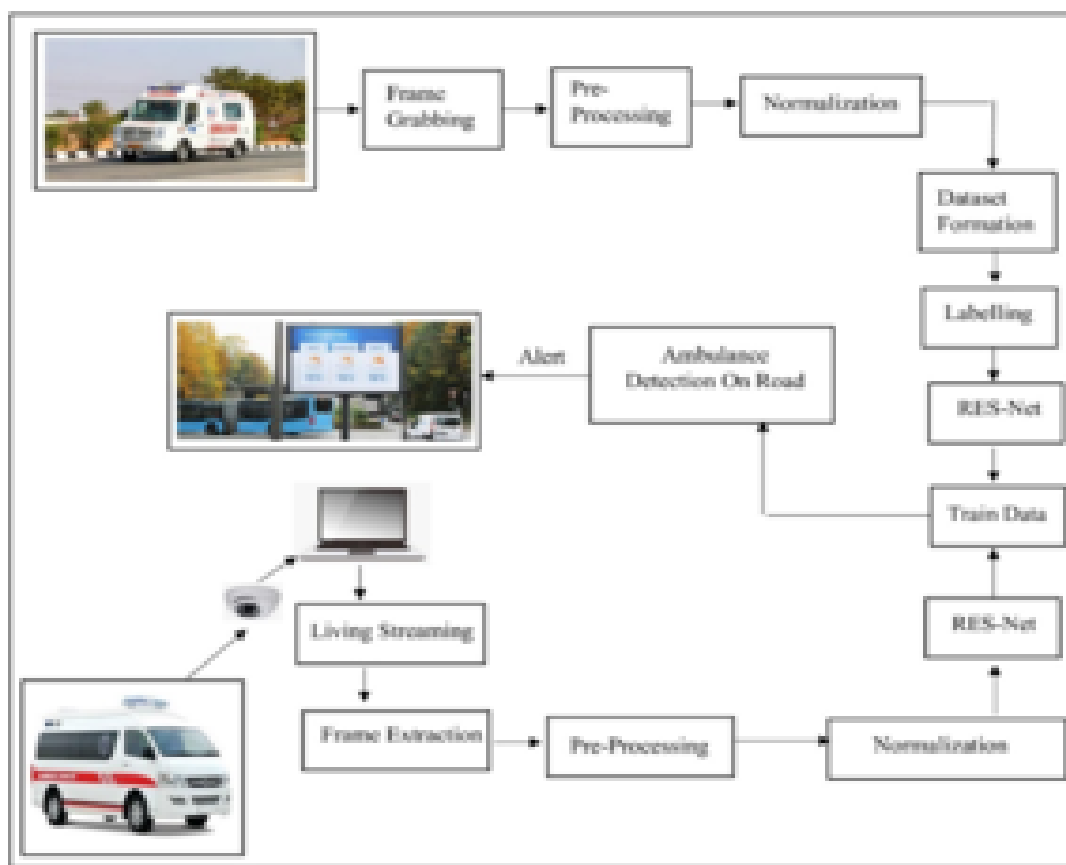 Frame
Grabbing
Pre-
Processing
Normalization
Dataset
Formation
Labelling
RES-Net
Train Data
Ambulance
Detection On Road
Alert
Living Streaming
Frame Extraction
Pre-Processing
Normalization
RES-Net